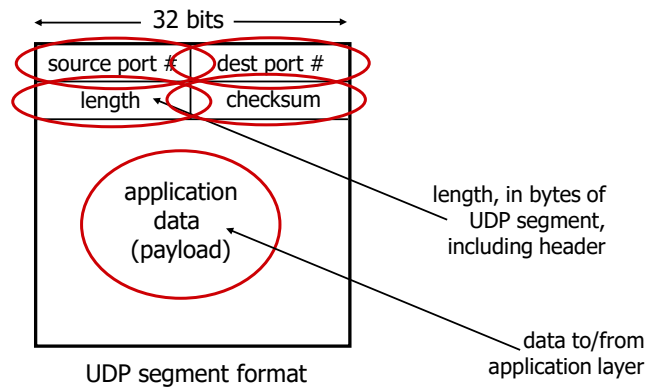 32 bits
source port # dest port #
length checksum
application
data
(payload)
length, in bytes of
UDP segment,
including header
data to/from
application layer
UDP segment format